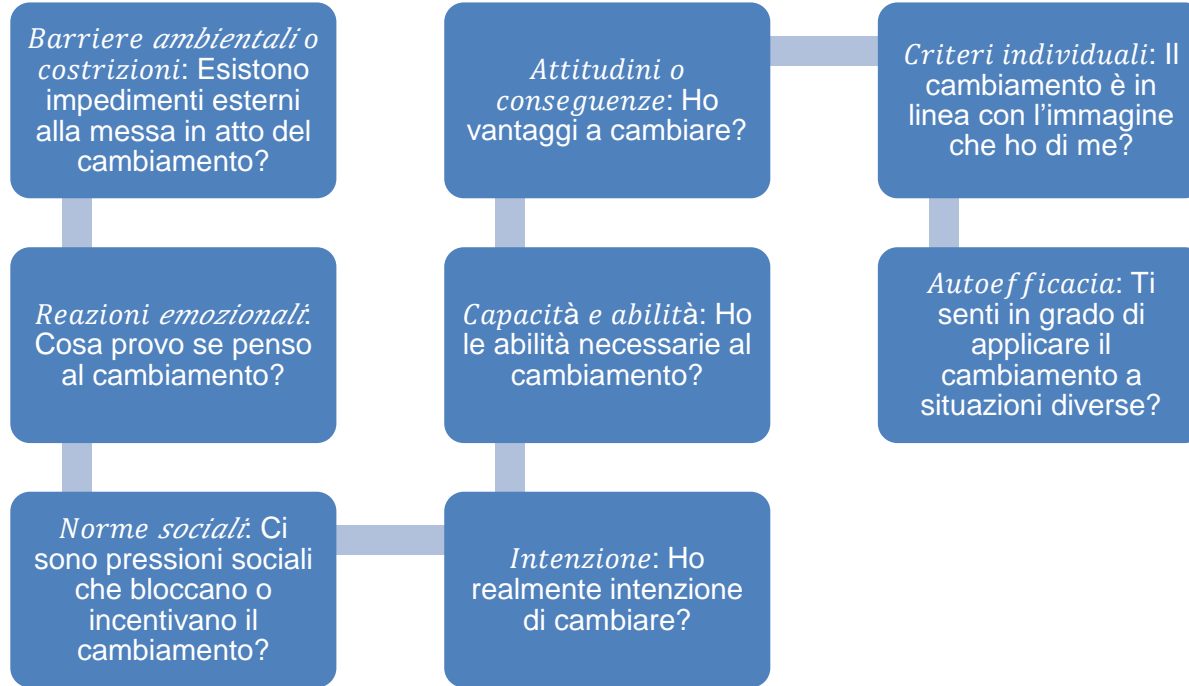 Barriere ambientali o
costrizioni: Esistono
impedimenti esterni
alla messa in atto del
cambiamento?
Reazioni emozionali:
Cosa provo se penso
al cambiamento?
Norme sociali: Ci
sono pressioni sociali
che bloccano o
incentivano il
cambiamento?
Intenzione: Ho
realmente intenzione
di cambiare?
Capacità e abilità: Ho
le abilità necessarie al
cambiamento?
Attitudini o
conseguenze: Ho
vantaggi a cambiare?
Criteri individuali: Il
cambiamento è in
linea con l’immagine
che ho di me?
Autoefficacia: Ti
senti in grado di
applicare il
cambiamento a
situazioni diverse?